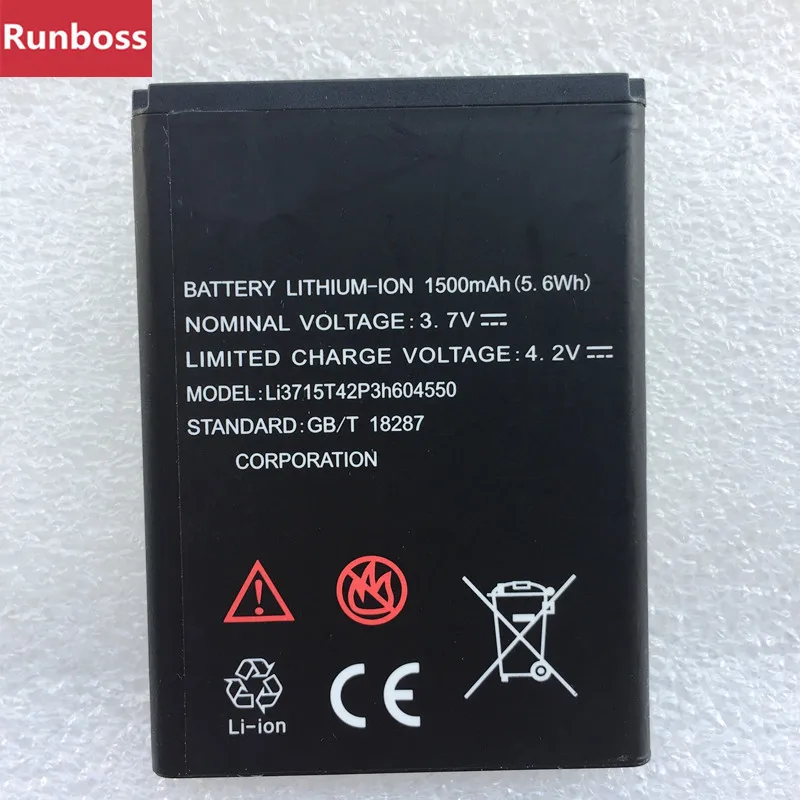 Runboss
BATTERY LITHIUM-ION 1500mAh(5.6Wh)
NOMINAL VOLTAGE:3.7V
LIMITED CHARGE VOLTAGE:4.2V
MODEL:Li3715T42P3h604550
STANDARD:GB/T 18287
CORPORATION
Li-ion
CE